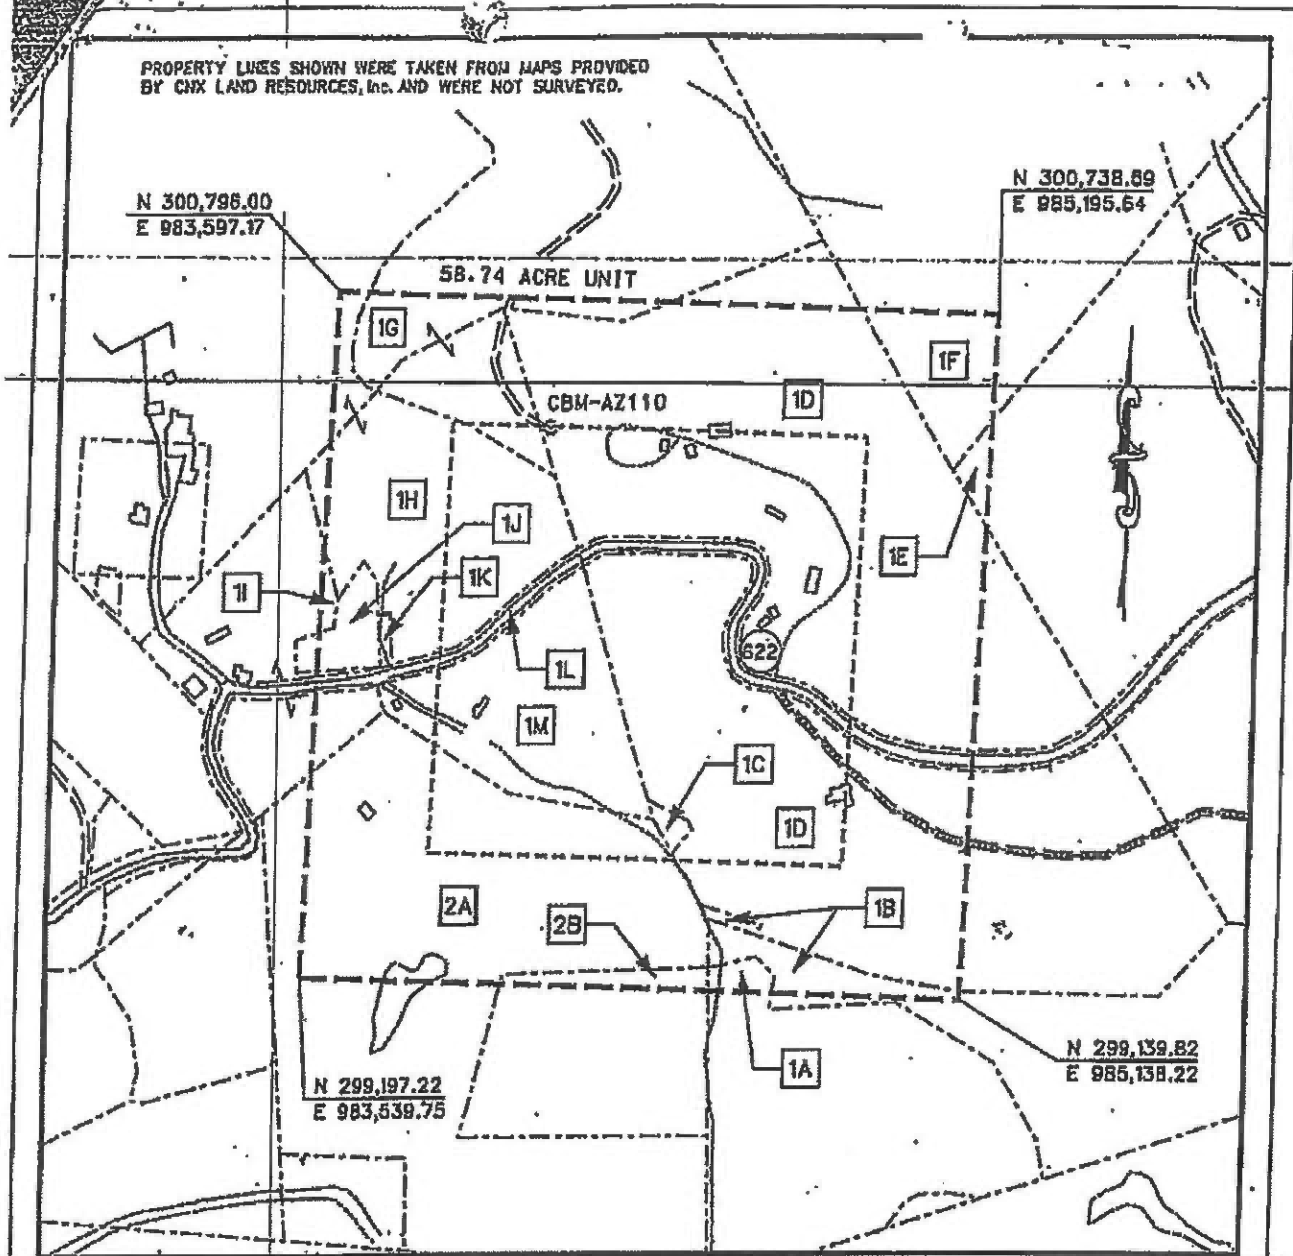 PROPERTY LINES SHOWN WERE TAKEN FROM MAPS PROVIDED
BY CNX LAND RESOURCES, Inc. AND WERE NOT SURVEYED.
N 300,796.00
E 983,597.17
N 300,738.69
E 985,195.64
58.74 ACRE UNIT
1G
1F
CBM-AZ110
1D
1H
1J
1E
1K
1I
622
1L
1M
1C
1D
2A
2B
1B
1A
N 299,139.82
E 985,138.22
N 299,197.22
E 983,539.75